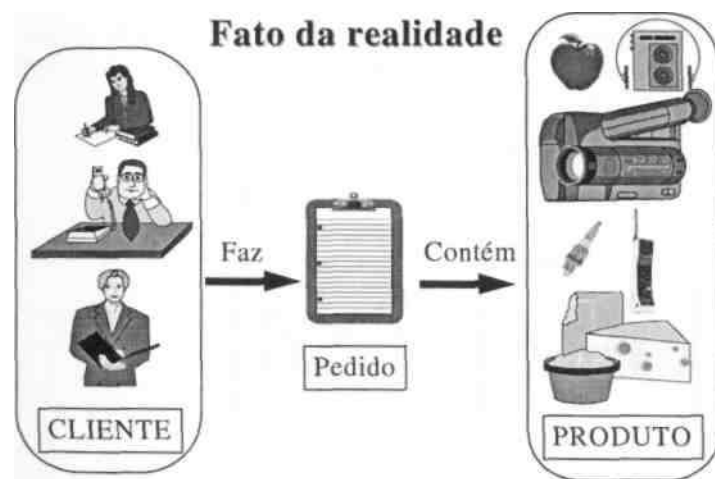 Fato da realidade
Faz
Contém
Pedido
CLIENTE
PRODUTO